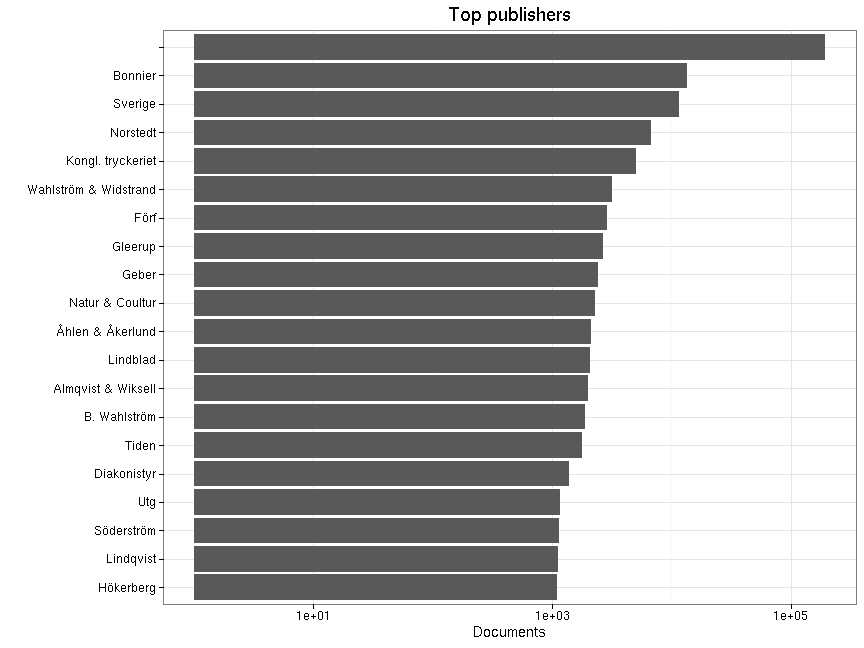 Top publishers
Bonnier
Sverige
Norstedt
Kongl. tryckeriet
Wahlström & Widstrand
Förf
Gleerup
Geber
Natur & Coultur
Åhlen & Åkerlund
Lindblad
Almqvist & Wiksell
B. Wahlström
Tiden
Diakonistyr
Utg
Söderström
Lindqvist
Hökerberg
1e+01 1e+03 1e+05
Documents